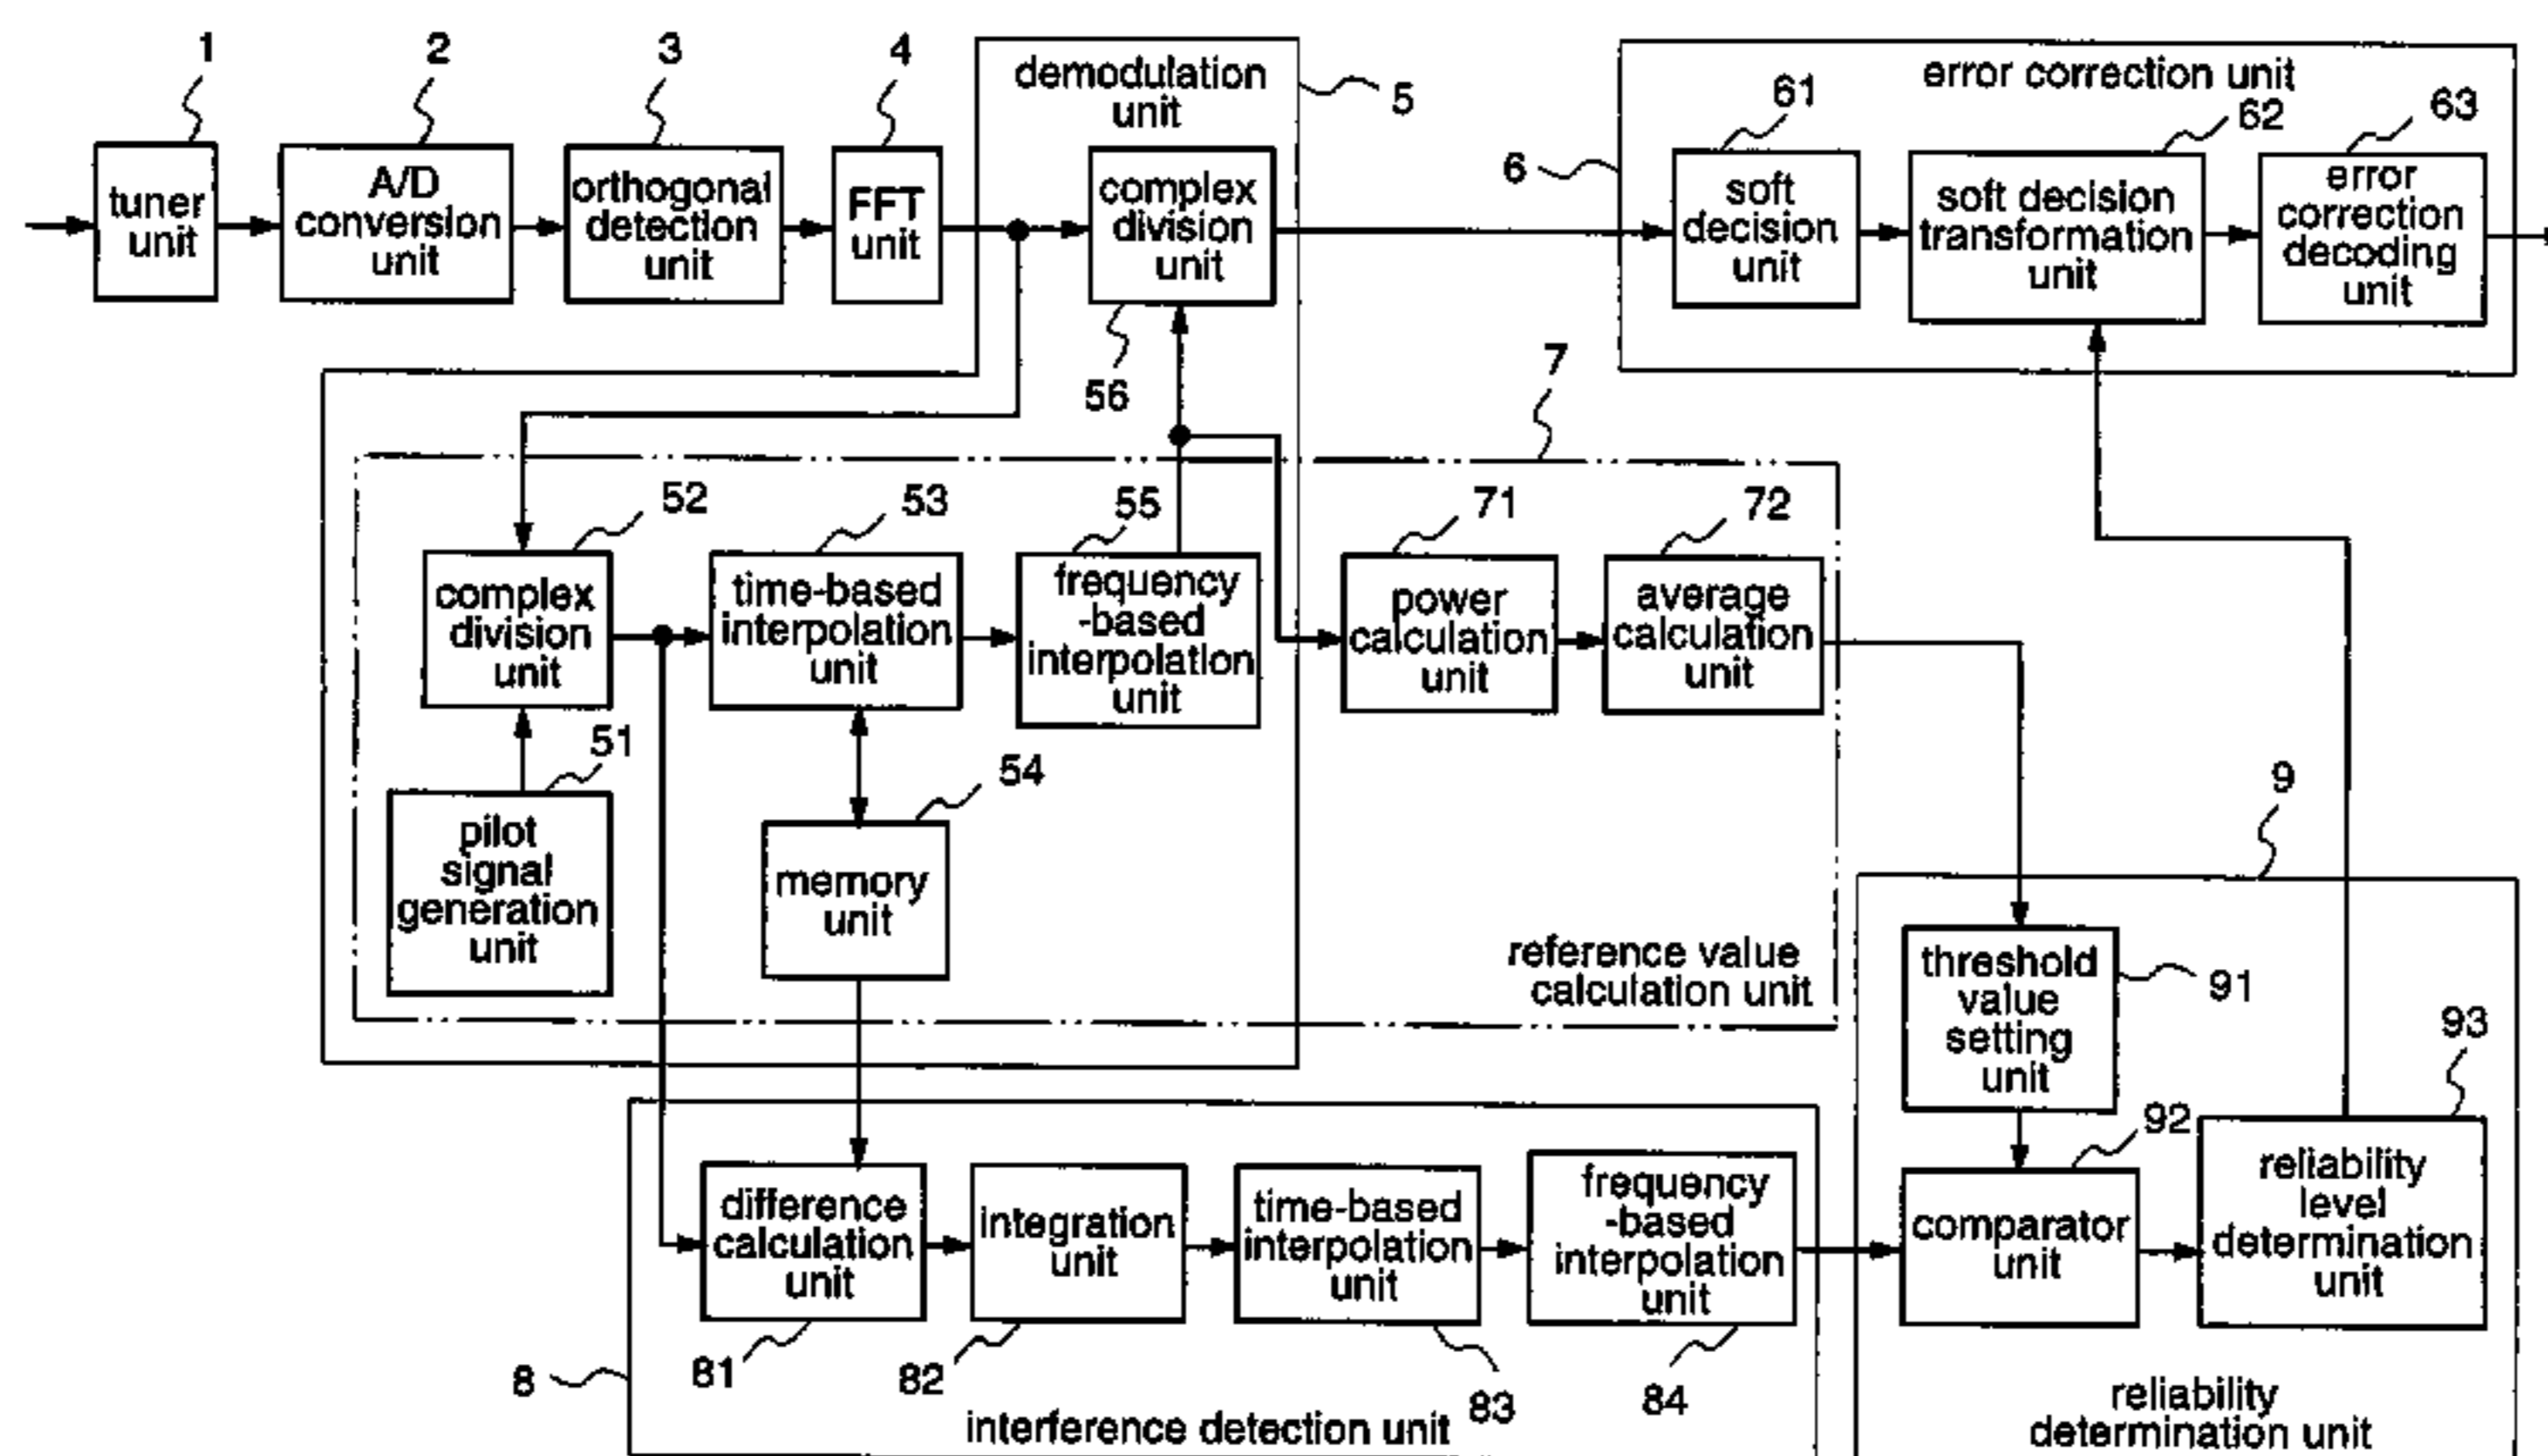 1
2
3
4
tuner
unit
A/D
conversion
unit
orthogonal
detection
unit
FFT
unit
demodulation
unit
5
complex
division
unit
56
error correction unit
6
61
62
63
soft
decision
unit
soft decision
transformation
unit
error
correction
decoding
unit
7
52
53
55
71
72
complex
division
unit
time-based
interpolation
unit
frequency
-based
interpolation
unit
power
calculation
unit
average
calculation
unit
51
54
pilot
signal
generation
unit
memory
unit
reference value
calculation unit
9
threshold
value
setting
unit
91
92
93
difference
calculation
unit
integration
unit
time-based
interpolation
unit
frequency
-based
interpolation
unit
comparator
unit
reliability
level
determination
unit
8
81
82
83
84
interference detection unit
reliability
determination unit